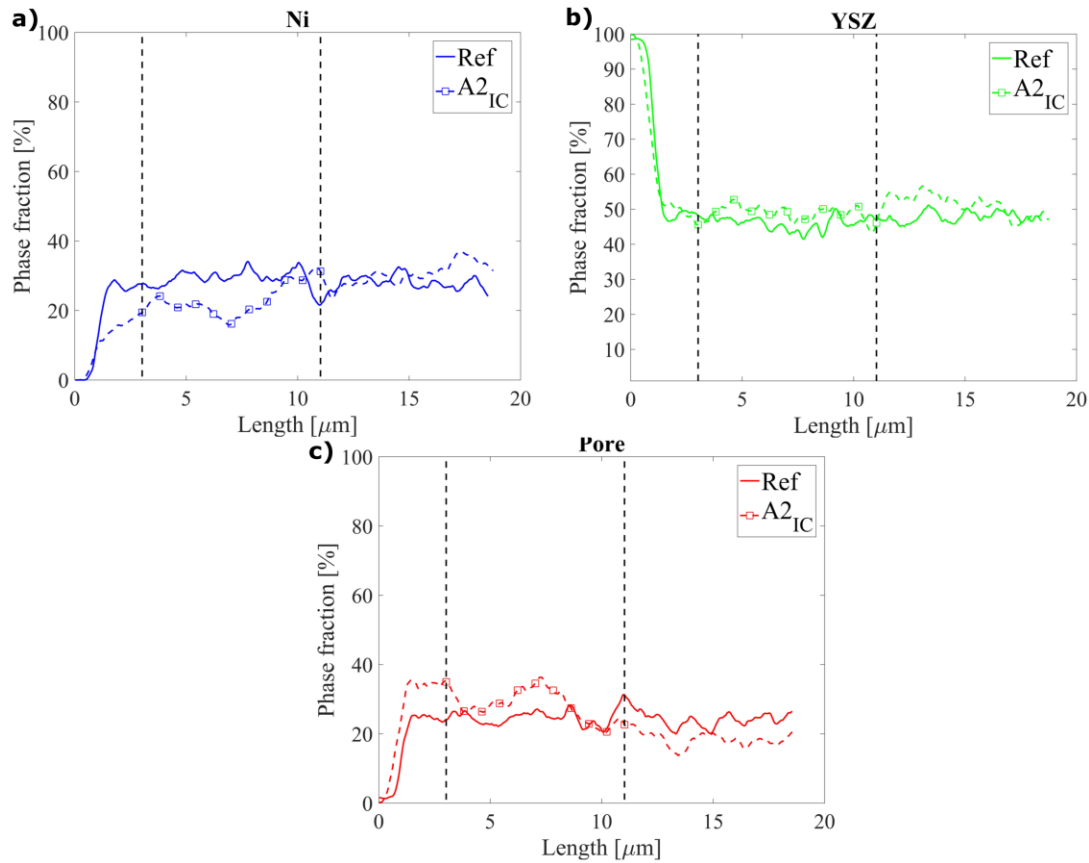 a)
Ni
Phase fraction [%]
100
80
60
40
20
0
0 5 10 15 20
Length [μm]
Ref
A2IC
b)
YSZ
Phase fraction [%]
100
90
80
70
60
50
40
30
20
10
0 5 10 15 20
Length [μm]
Ref
A2IC
c)
Pore
Phase fraction [%]
100
80
60
40
20
0
0 5 10 15 20
Length [μm]
Ref
A2IC